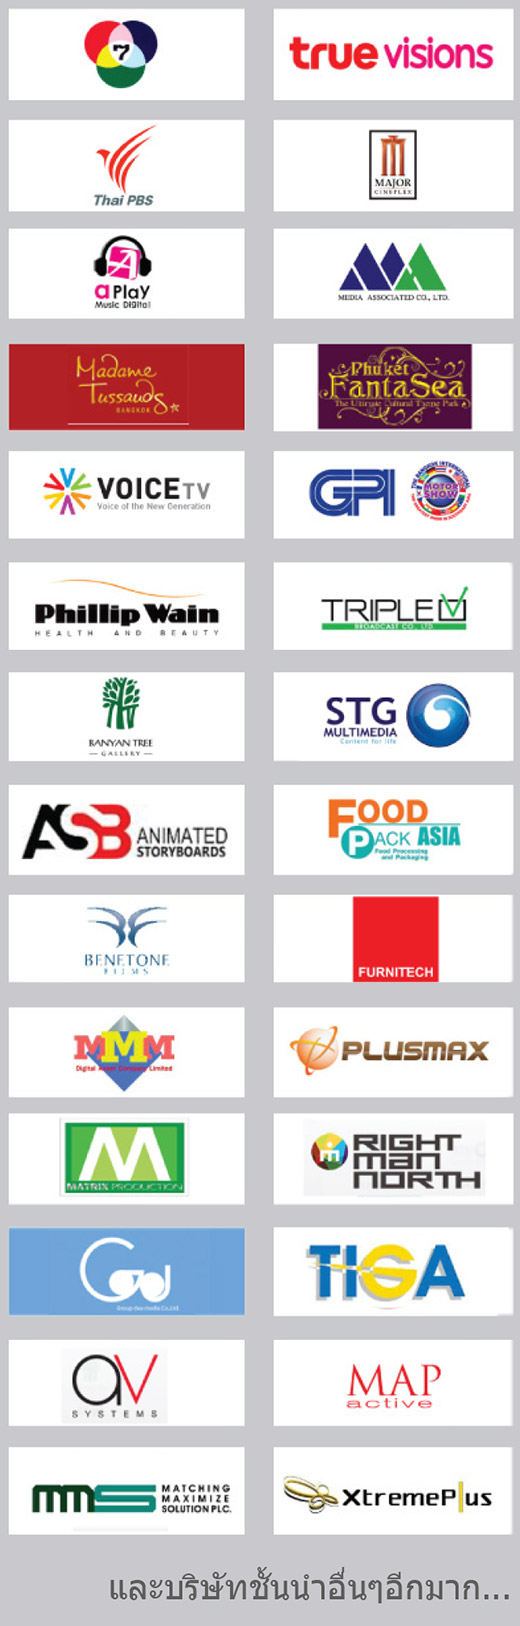 7
true visions
Thai PBS
MAJOR
CINEPLEX
A
a Play
Music Digital
MEDIA ASSOCIATED CO., LTD.
Madame
Tussauds
BANGKOK
Phuket
FantaSea
The Ultimate Cultural Theme Park
VOICE TV
Voice of the New Generation
GPI
MOTOR
SHOW
Phillip Wain
HEALTH AND BEAUTY
TRIPLE V
BROADCAST CO., LTD.
BANYAN TREE
GALLERY
STG
MULTIMEDIA
Content for life
ASB ANIMATED
STORYBOARDS
FOOD
PACK ASIA
Food Processing
and Packaging
BENETONE
FILMS
FURNITECH
MMM
Digital Asset Company Limited
PLUSMAX
M
MATRIX PRODUCTION
RIGHT
MAN
NORTH
TIGA
aV
SYSTEMS
MAP
active
mms MATCHING
MAXIMIZE
SOLUTION PLC.
XtremePlus
และบริษัทชั้นนำอื่นๆอีกมาก...